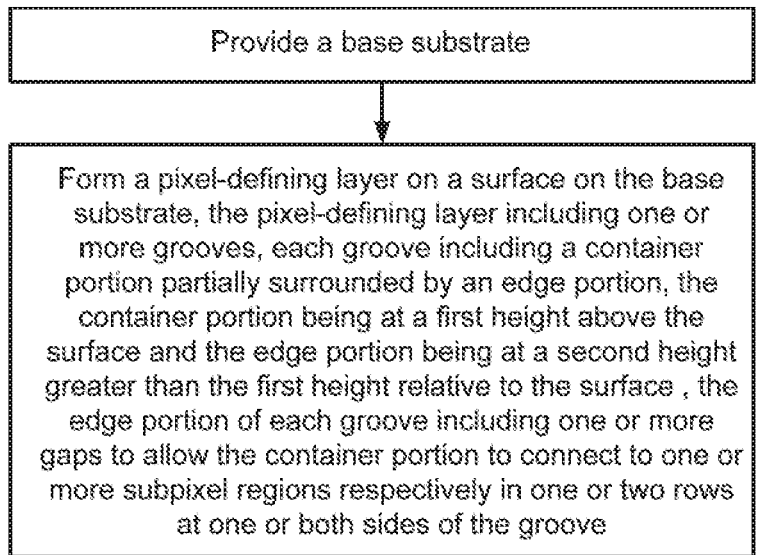 Provide a base substrate
Form a pixel-defining layer on a surface on the base
substrate, the pixel-defining layer including one or
more grooves, each groove including a container
portion partially surrounded by an edge portion, the
container portion being at a first height above the
surface and the edge portion being at a second height
greater than the first height relative to the surface , the
edge portion of each groove including one or more
gaps to allow the container portion to connect to one or
more subpixel regions respectively in one or two rows
at one or both sides of the groove